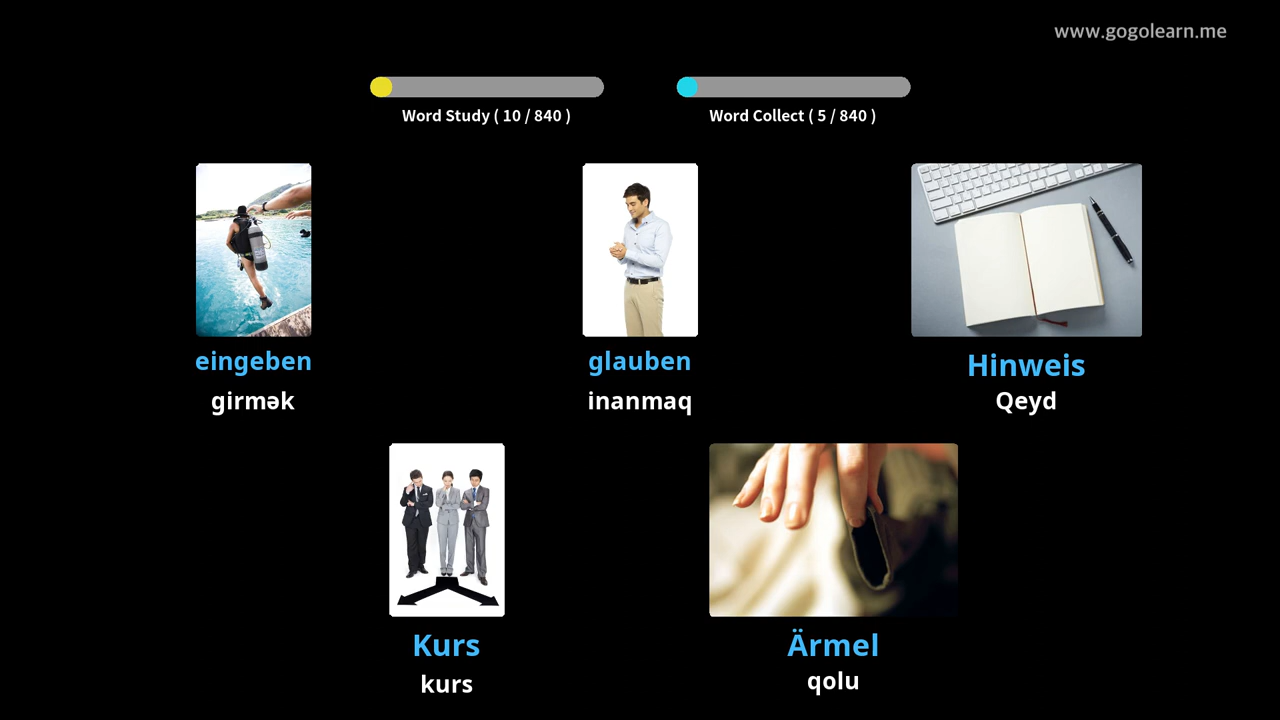 www.gogolearn.me
Word Study ( 10 / 840 )
Word Collect ( 5 / 840 )
eingeben
girmək
glauben
inanmaq
Hinweis
Qeyd
Kurs
kurs
Ärmel
qolu